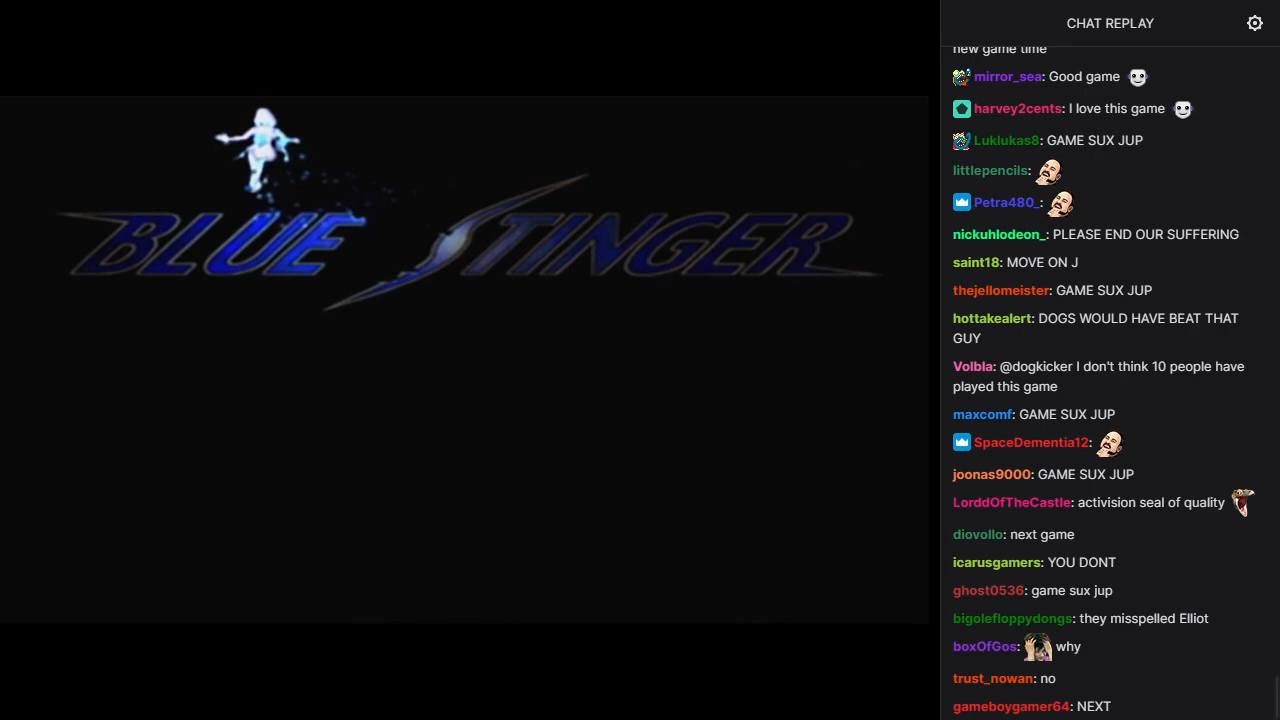 BLUE STINGER
CHAT REPLAY
new game time
mirror_sea: Good game
harvey2cents: I love this game
Luklukas8: GAME SUX JUP
littlepencils:
Petra480_:
nickuhlodeon_: PLEASE END OUR SUFFERING
saint18: MOVE ON J
thejellomeister: GAME SUX JUP
hottakealert: DOGS WOULD HAVE BEAT THAT
GUY
Volbla: @dogkicker I don't think 10 people have
played this game
maxcomf: GAME SUX JUP
SpaceDementia12:
joonas9000: GAME SUX JUP
LorddOfTheCastle: activision seal of quality
diovollo: next game
icarusgamers: YOU DONT
ghost0536: game sux jup
bigolefloppydongs: they misspelled Elliot
boxOfGos: why
trust_nowan: no
gameboygamer64: NEXT